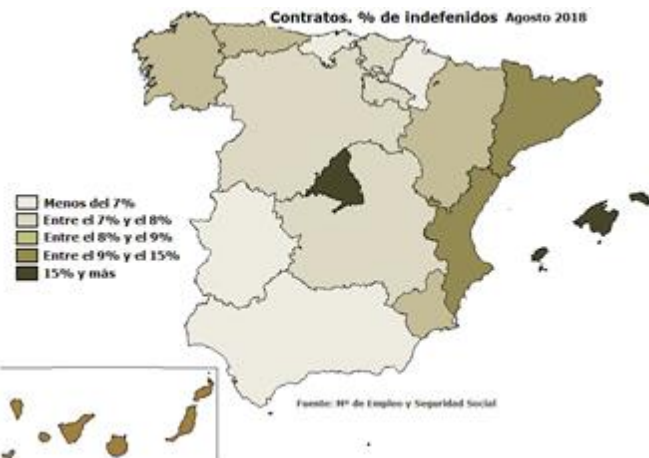 Contratos. % de indefenidos Agosto 2018
Menos del 7%
Entre el 7% y el 8%
Entre el 8% y el 9%
Entre el 9% y el 15%
15% y más
Fuente: Mº de Empleo y Seguridad Social